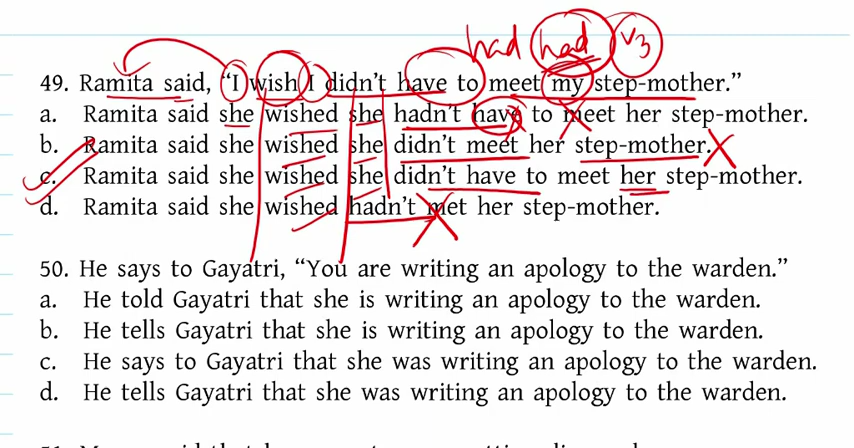 had had v3
49. Ramita said, "I wish I didn't have to meet my step-mother."
a. Ramita said she wished she hadn't have to meet her step-mother.
b. Ramita said she wished she didn't meet her step-mother.
c. Ramita said she wished she didn't have to meet her step-mother.
d. Ramita said she wished hadn't met her step-mother.
50. He says to Gayatri, "You are writing an apology to the warden."
a. He told Gayatri that she is writing an apology to the warden.
b. He tells Gayatri that she is writing an apology to the warden.
c. He says to Gayatri that she was writing an apology to the warden.
d. He tells Gayatri that she was writing an apology to the warden.